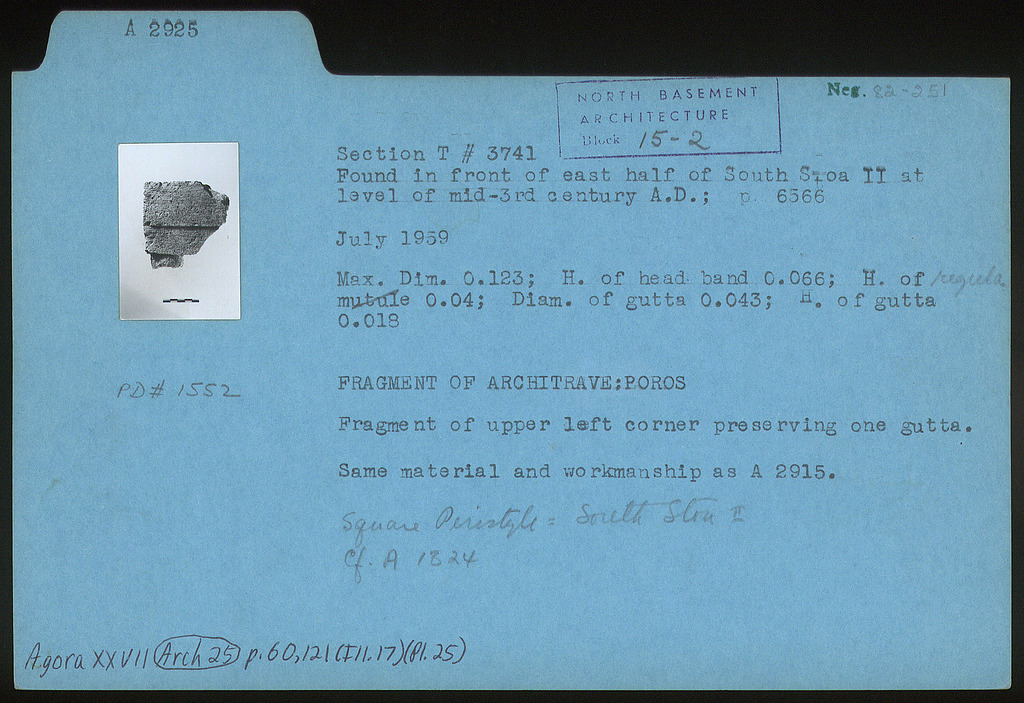 A 2925
NORTH BASEMENT
ARCHITECTURE
Block 15-2
Neg. 82-251
Section T # 3741
Found in front of east half of South Stoa II at
level of mid-3rd century A.D.; p. 6566
July 1959
Max. Dim. 0.123; H. of head band 0.066; H. of regula
mutule 0.04; Diam. of gutta 0.043; H. of gutta
0.018
PD# 1552
FRAGMENT OF ARCHITRAVE:POROS
Fragment of upper left corner preserving one gutta.
Same material and workmanship as A 2915.
Square Peristyle = South Stoa II
Cf. A 1824
Agora XXVII Arch 25 p. 60, 121 (Ill. 17) (Pl. 25)